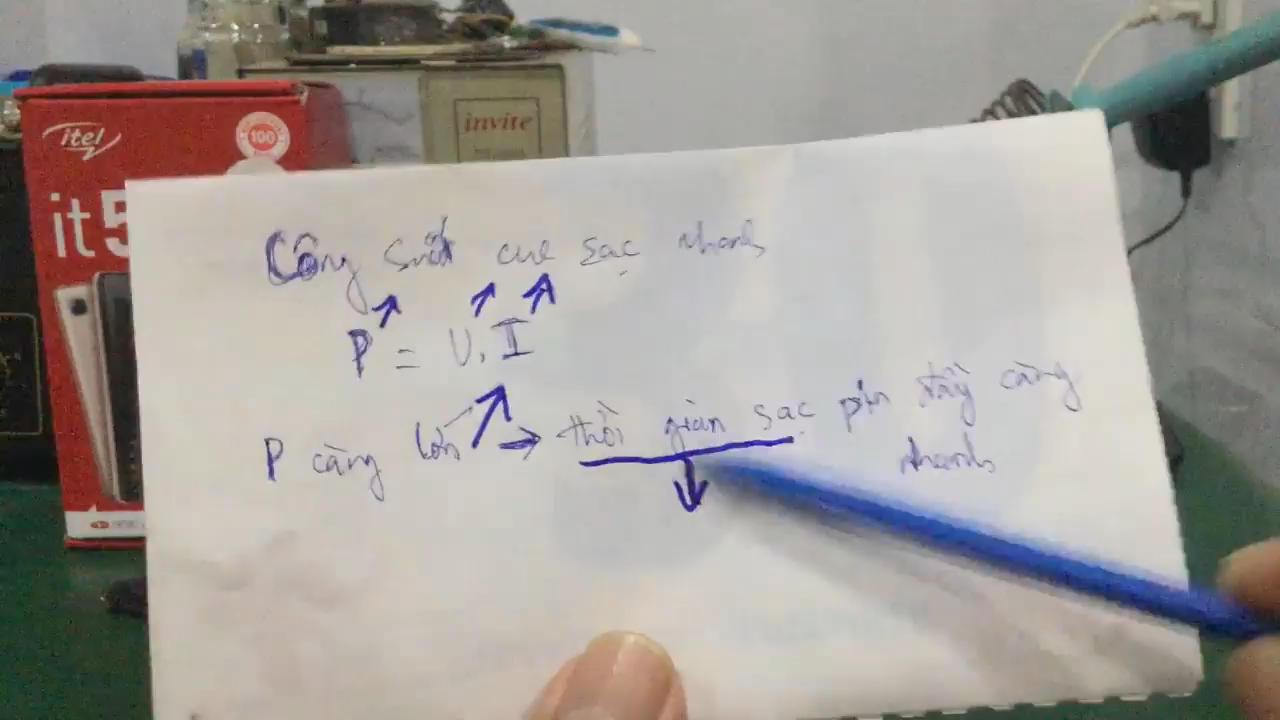 itel
100
invite
it5
Công suất cục sạc nhanh
P = U.I
P càng lớn → thời gian sạc pin đầy càng
nhanh